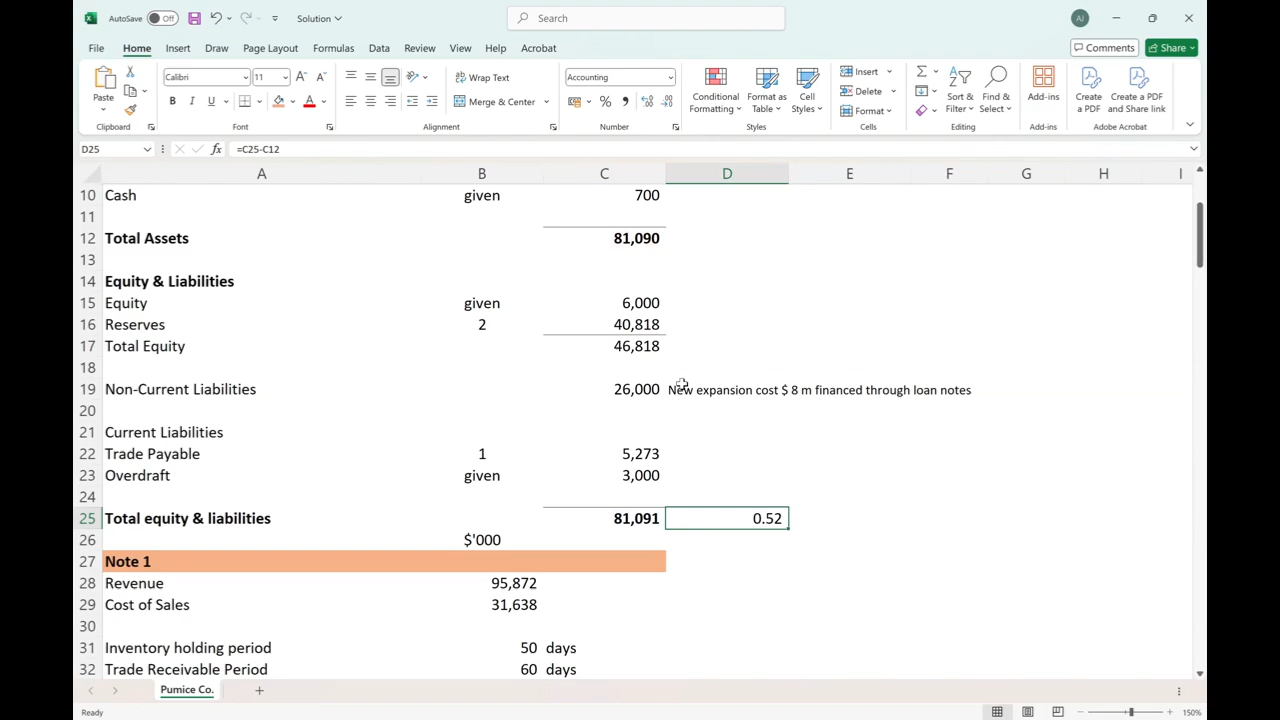 AutoSave Off Solution Search AJ
File Home Insert Draw Page Layout Formulas Data Review View Help Acrobat Comments Share
Paste Calibri 11 A A Wrap Text Accounting Conditional Formatting Format as Table Cell Styles Insert Sort & Filter Find & Select Add-ins Create a PDF Create a PDF and Share link
B I U A Merge & Center % Delete
Format
Clipboard Font Alignment Number Styles Cells Editing Add-ins Adobe Acrobat
D25 fx =C25-C12
A B C D E F G H I
10 Cash given 700
11
12 Total Assets 81,090
13
14 Equity & Liabilities
15 Equity given 6,000
16 Reserves 2 40,818
17 Total Equity 46,818
18
19 Non-Current Liabilities 26,000 New expansion cost $ 8 m financed through loan notes
20
21 Current Liabilities
22 Trade Payable 1 5,273
23 Overdraft given 3,000
24
25 Total equity & liabilities 81,091 0.52
26 $'000
27 Note 1
28 Revenue 95,872
29 Cost of Sales 31,638
30
31 Inventory holding period 50 days
32 Trade Receivable Period 60 days
Pumice Co.
Ready 150%